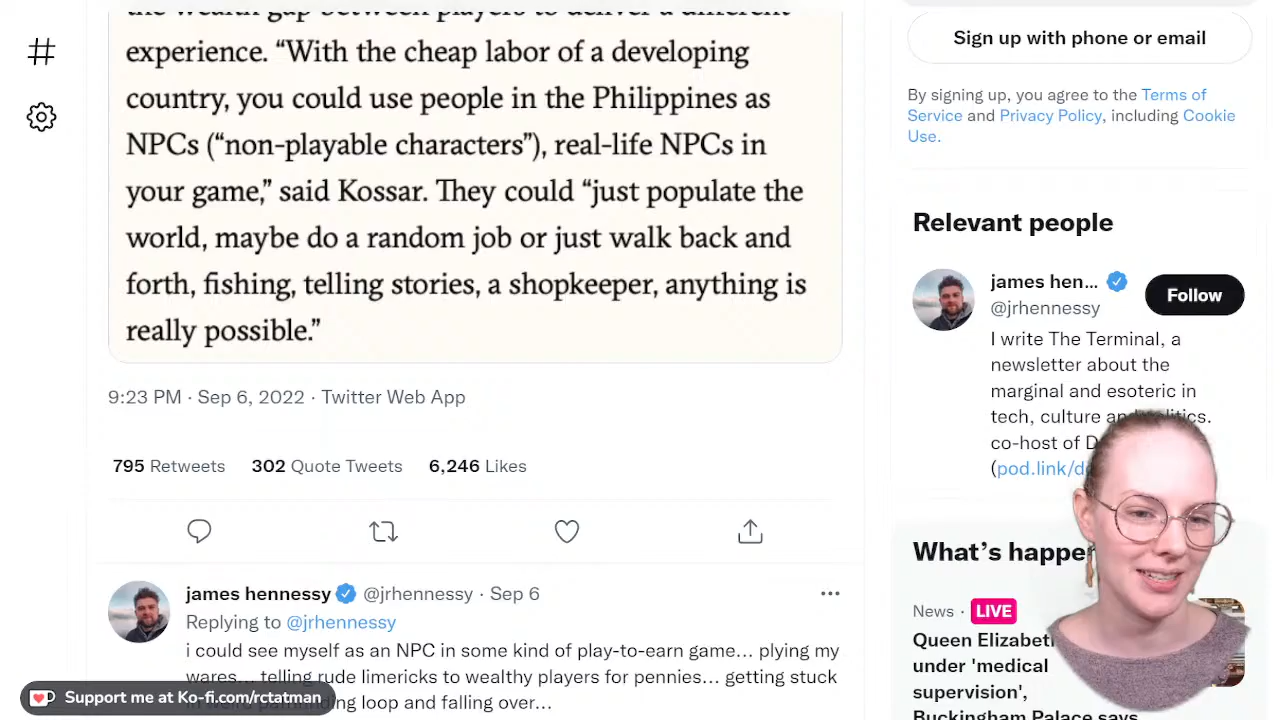 the wealth gap between players to deliver a different
experience. “With the cheap labor of a developing
country, you could use people in the Philippines as
NPCs (“non-playable characters”), real-life NPCs in
your game,” said Kossar. They could “just populate the
world, maybe do a random job or just walk back and
forth, fishing, telling stories, a shopkeeper, anything is
really possible.”
9:23 PM · Sep 6, 2022 · Twitter Web App
795 Retweets 302 Quote Tweets 6,246 Likes
james hennessy @jrhennessy · Sep 6
Replying to @jrhennessy
i could see myself as an NPC in some kind of play-to-earn game… plying my
wares… telling rude limericks to wealthy players for pennies… getting stuck
loop and falling over…
Support me at Ko-fi.com/rctatman
Sign up with phone or email
By signing up, you agree to the Terms of
Service and Privacy Policy, including Cookie
Use.
Relevant people
james hen...
Follow
@jrhennessy
I write The Terminal, a
newsletter about the
marginal and esoteric in
tech, culture and politics.
co-host of
(pod.link/d
What’s happe
News · LIVE
Queen Elizabet
under 'medical
supervision',
Buckingham Palace says